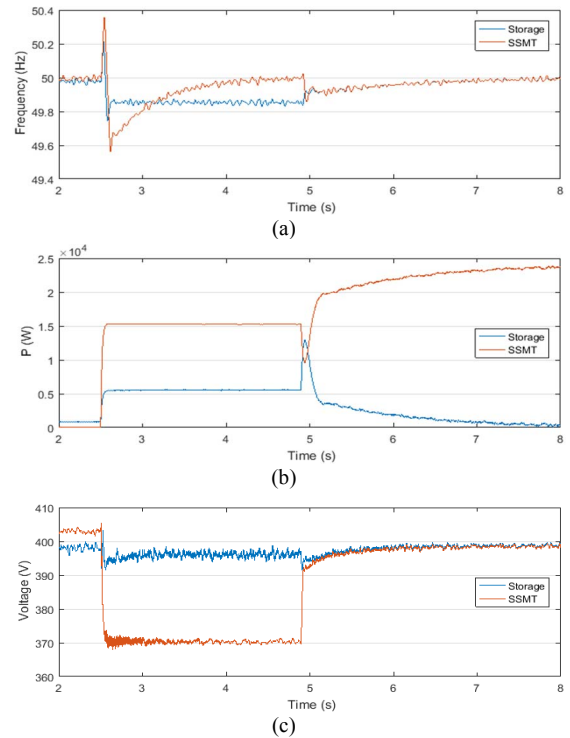 50.4
50.2
50
49.8
49.6
49.4
Frequency (Hz)
Storage
SSMT
2 3 4 5 6 7 8
Time (s)
(a)
× 10^4
2.5
2
1.5
1
0.5
0
P (W)
Storage
SSMT
2 3 4 5 6 7 8
Time (s)
(b)
410
400
390
380
370
360
Voltage (V)
Storage
SSMT
2 3 4 5 6 7 8
Time (s)
(c)